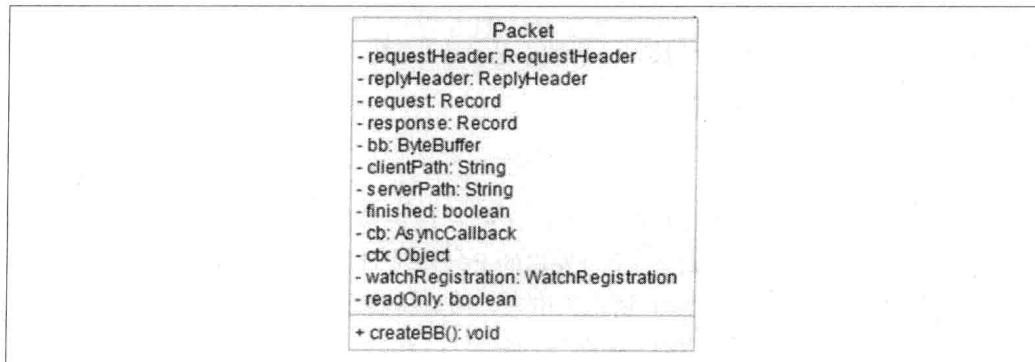 Packet
- requestHeader: RequestHeader
- replyHeader: ReplyHeader
- request: Record
- response: Record
- bb: ByteBuffer
- clientPath: String
- serverPath: String
- finished: boolean
- cb: AsyncCallback
- ctx: Object
- watchRegistration: WatchRegistration
- readOnly: boolean
+ createBB(): void